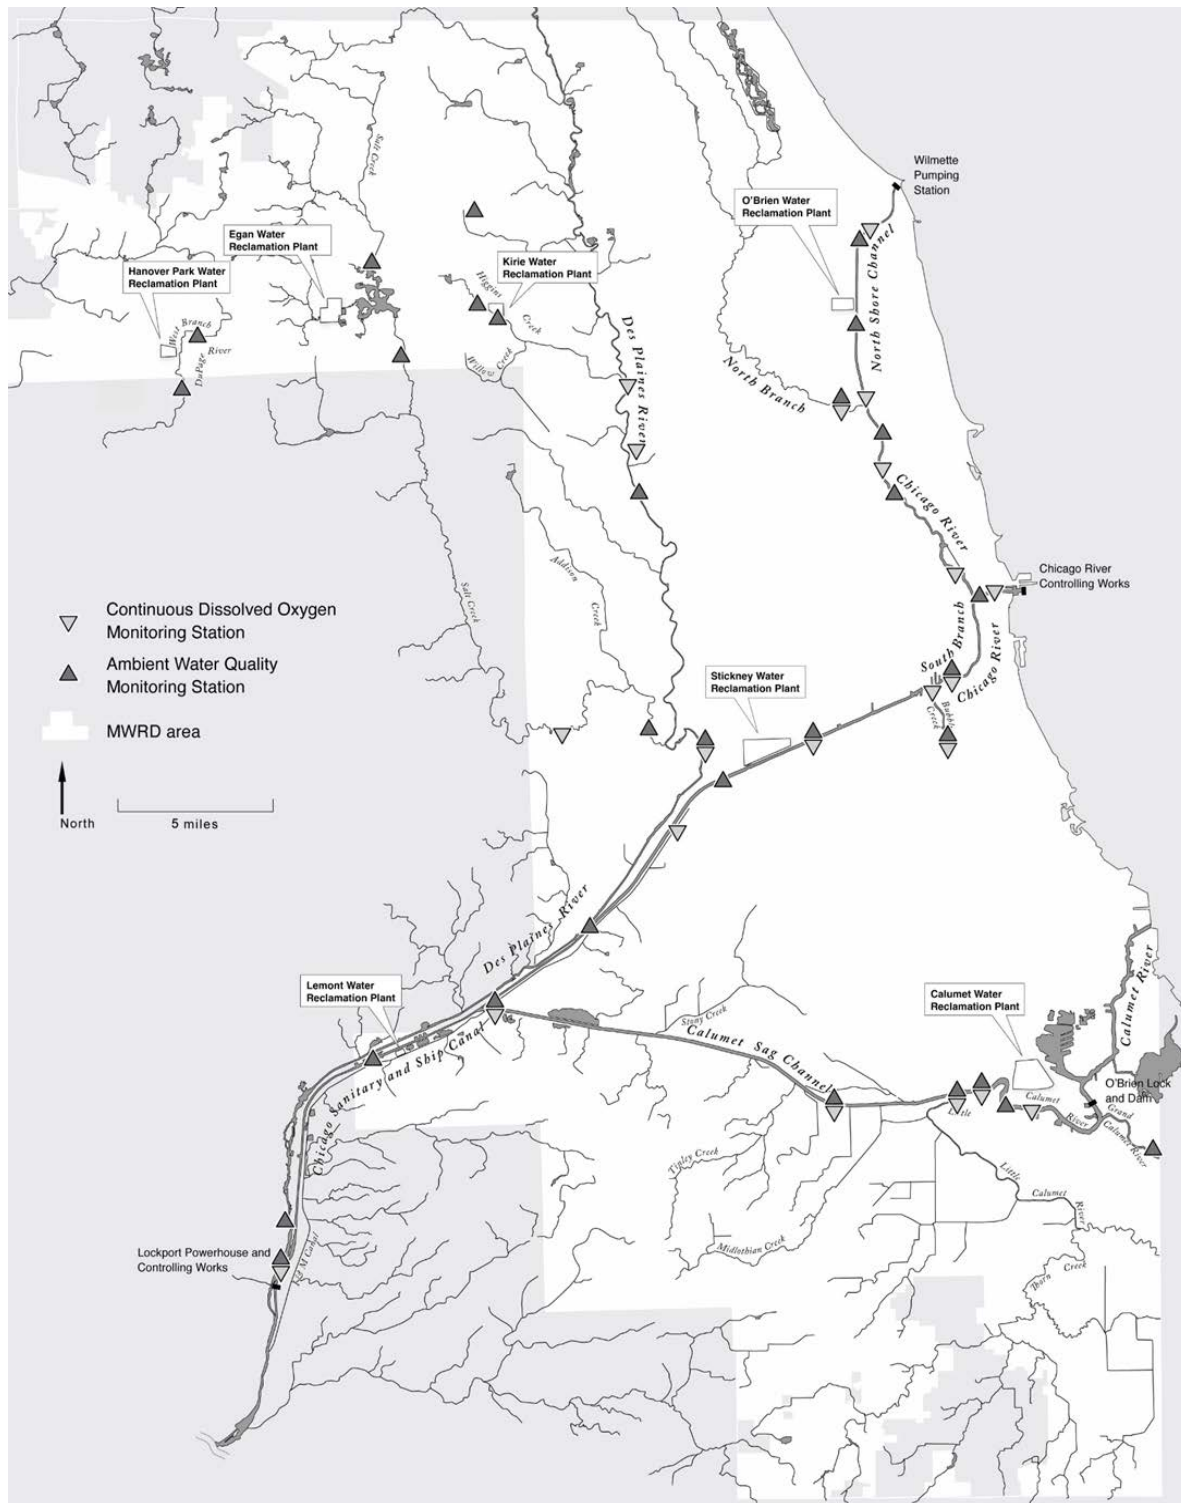 Wilmette
Pumping
Station
O'Brien Water
Reclamation Plant
Salt Creek
North Shore Channel
Egan Water
Reclamation Plant
Kirie Water
Reclamation Plant
Hanover Park Water
Reclamation Plant
Higgins
Creek
West
Branch
DuPage
River
Willow Creek
Des Plaines River
North Branch
Chicago River
Addison
Creek
Salt Creek
Chicago River
Controlling Works
Continuous Dissolved Oxygen
Monitoring Station
Ambient Water Quality
Monitoring Station
MWRD area
North
5 miles
South Branch
Chicago River
Bubbly
Creek
Stickney Water
Reclamation Plant
Des Plaines River
Lemont Water
Reclamation Plant
Chicago Sanitary and Ship Canal
Stony Creek
Calumet Sag Channel
Calumet Water
Reclamation Plant
Calumet River
O'Brien Lock
and Dam
Little
Calumet
River
Grand
Calumet River
Tinley Creek
Little
Calumet
River
Midlothian Creek
Thorn
Creek
Lockport Powerhouse and
Controlling Works
I & M Canal